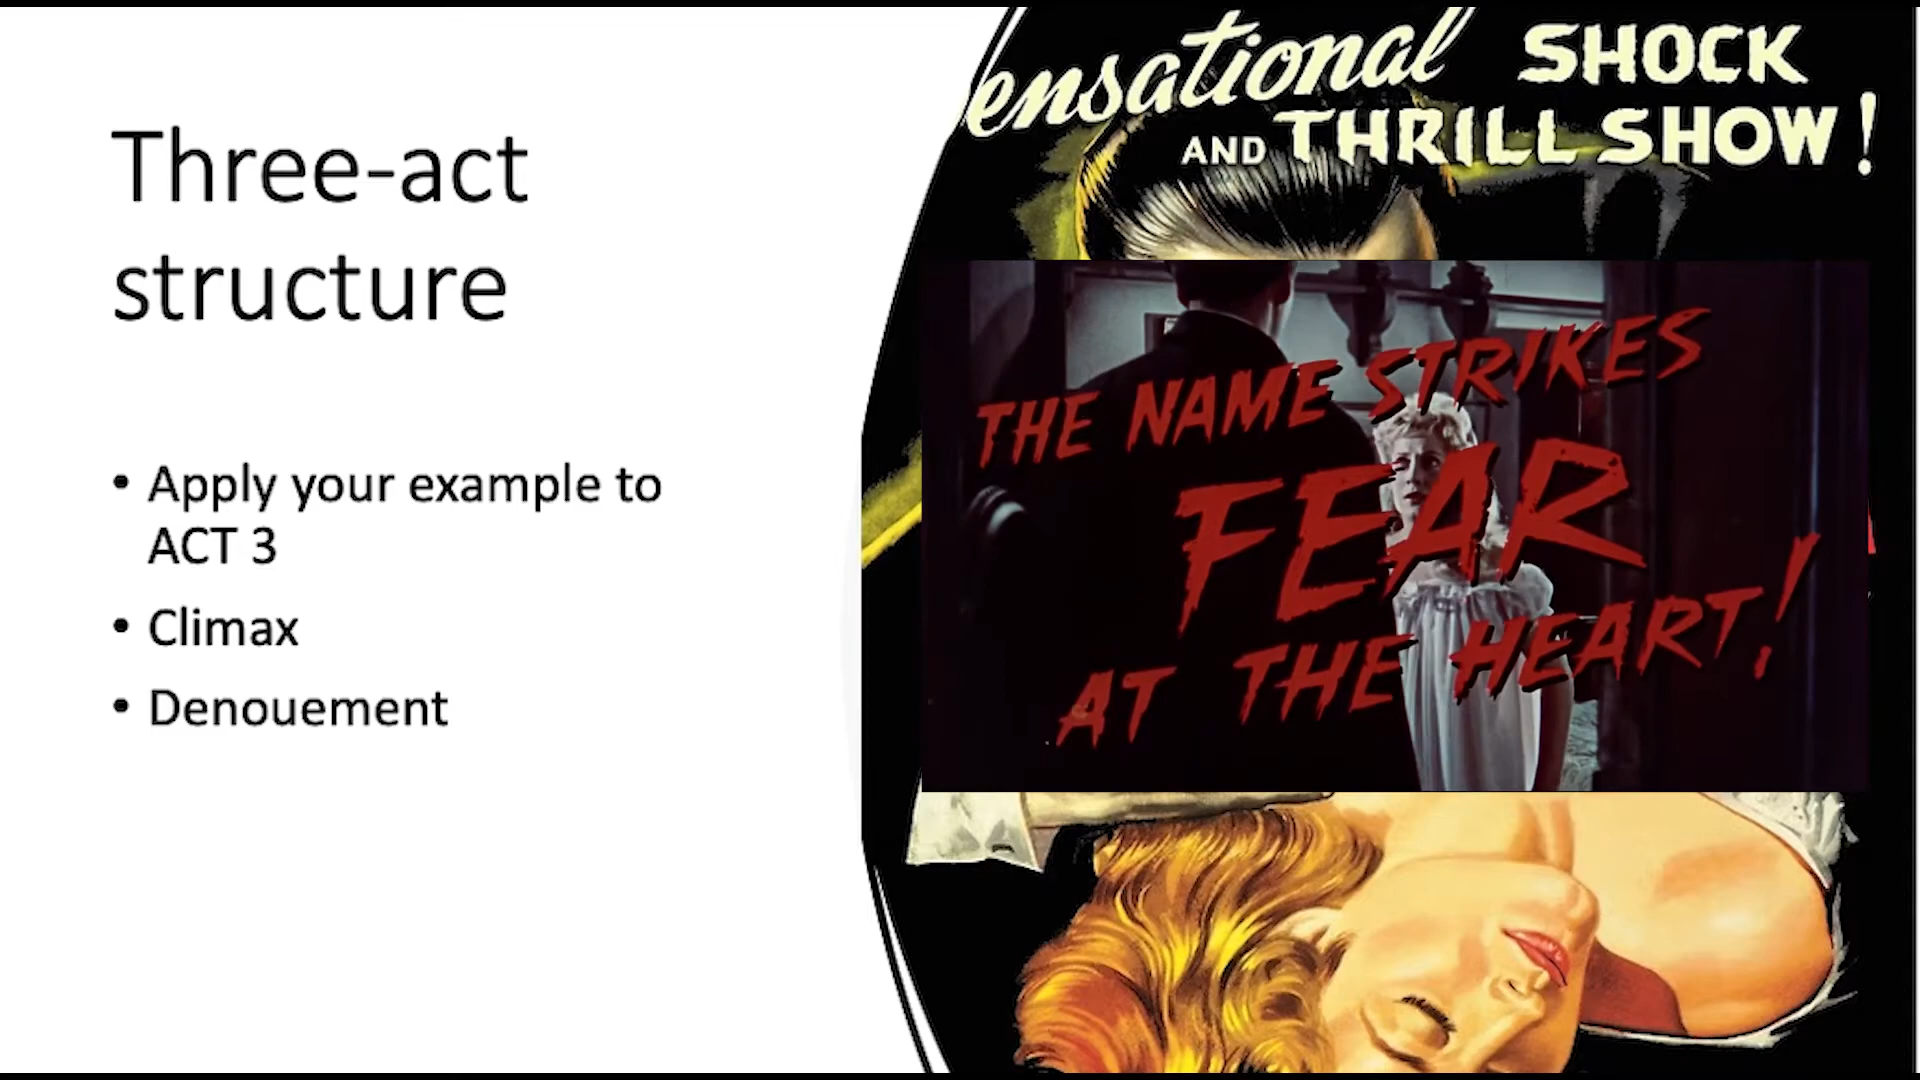 Three-act
structure
• Apply your example to
ACT 3
• Climax
• Denouement
ensational SHOCK
AND THRILL SHOW!
THE NAME STRIKES
FEAR
AT THE HEART!